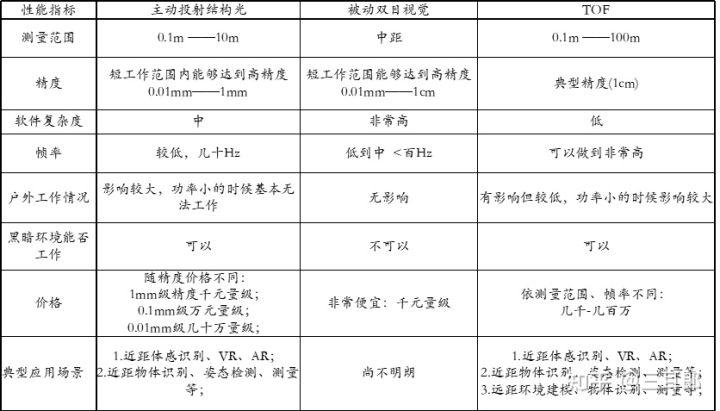 性能指标 主动投射结构光 被动双目视觉 TOF
测量范围 0.1m ——10m 中距 0.1m ——100m
精度 短工作范围内能够达到高精度 短工作范围能够达到高精度 典型精度(1cm)
0.01mm——1mm 0.01mm——1cm
软件复杂度 中 非常高 低
帧率 较低，几十Hz 低到中 <百Hz 可以做到非常高
户外工作情况 影响较大，功率小的时候基本无 无影响 有影响但较低，功率小的时候影响较大
法工作
黑暗环境能否 可以 不可以 可以
工作
价格 随精度价格不同： 非常便宜：千元量级 依测量范围、帧率不同：
1mm级精度千元量级； 几千-几百万
0.1mm级万元量级；
0.01mm级几十万量级；
典型应用场景 1.近距体感识别、VR、AR； 尚不明朗 1.近距体感识别、VR、AR；
2.近距物体识别、姿态检测、测量 2.近距物体识别、姿态检测、测量等；
等； 3.远距环境建模、物体识别、测量等；
知乎 @三耳郎